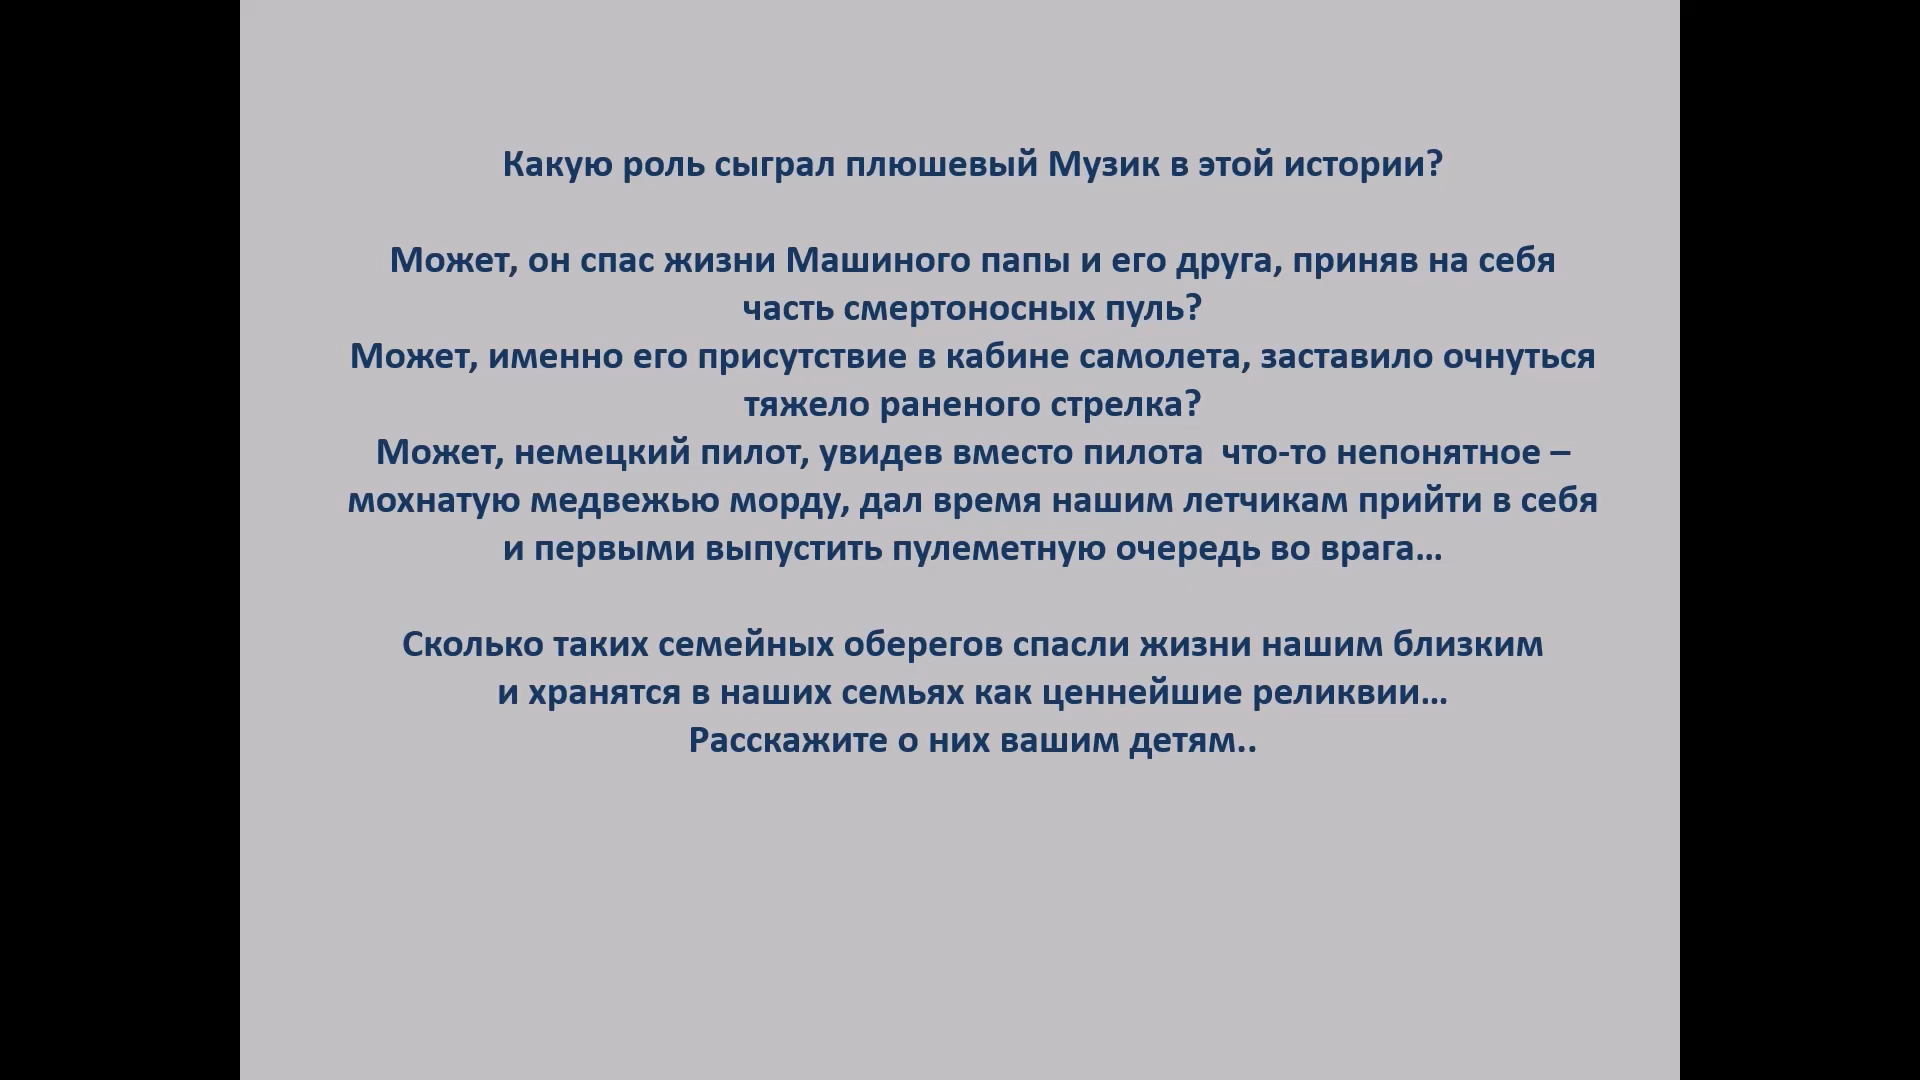 Какую роль сыграл плюшевый Музик в этой истории?
Может, он спас жизни Машиного папы и его друга, приняв на себя
часть смертоносных пуль?
Может, именно его присутствие в кабине самолета, заставило очнуться
тяжело раненого стрелка?
Может, немецкий пилот, увидев вместо пилота  что-то непонятное –
мохнатую медвежью морду, дал время нашим летчикам прийти в себя
и первыми выпустить пулеметную очередь во врага…
Сколько таких семейных оберегов спасли жизни нашим близким
и хранятся в наших семьях как ценнейшие реликвии…
Расскажите о них вашим детям..